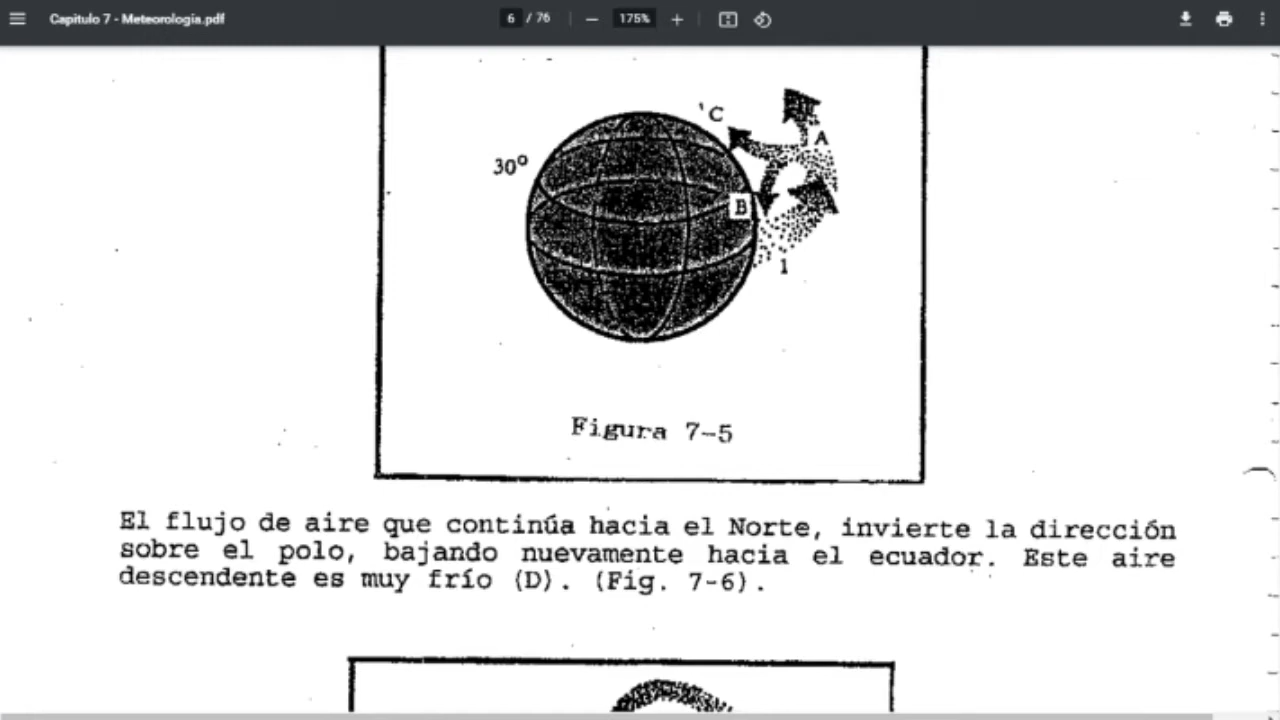 Capitulo 7 - Meteorologia.pdf
6 / 76
175%
C
30º
A
B
1
Figura 7-5
El flujo de aire que continúa hacia el Norte, invierte la dirección
sobre el polo, bajando nuevamente hacia el ecuador. Este aire
descendente es muy frío (D). (Fig. 7-6).